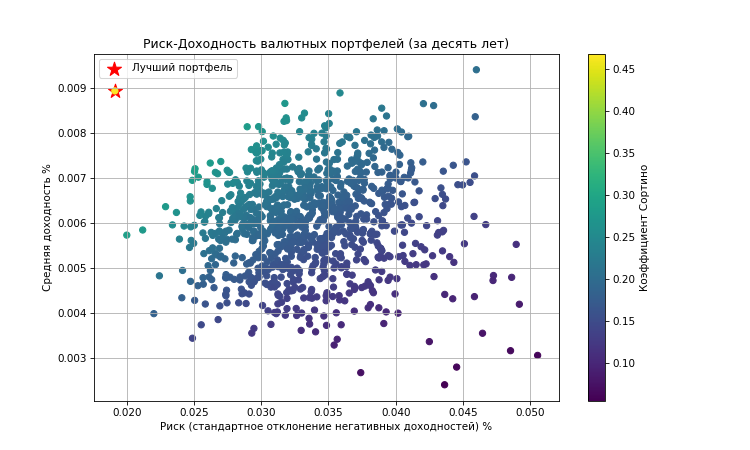 Риск-Доходность валютных портфелей (за десять лет)
Лучший портфель
Средняя доходность %
0.009
0.008
0.007
0.006
0.005
0.004
0.003
0.020 0.025 0.030 0.035 0.040 0.045 0.050
Риск (стандартное отклонение негативных доходностей) %
0.45
0.40
0.35
0.30
0.25
0.20
0.15
0.10
Коэффициент Сортино